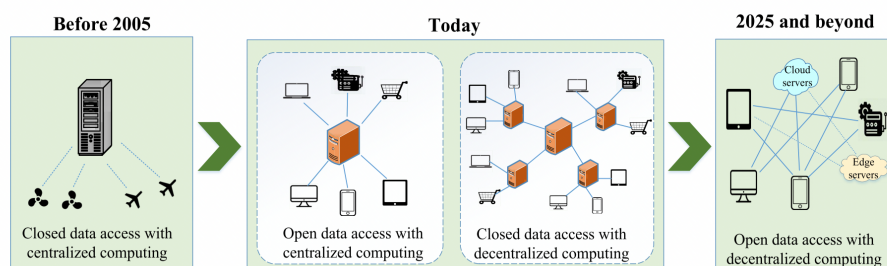 Before 2005
Today
2025 and beyond
Closed data access with
centralized computing
Open data access with
centralized computing
Closed data access with
decentralized computing
Cloud
servers
Edge
servers
Open data access with
decentralized computing